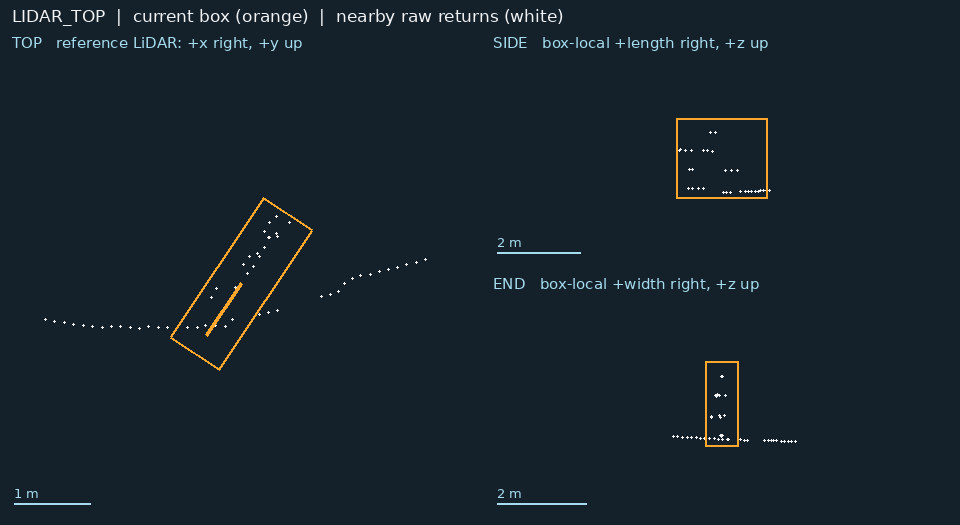 LIDAR_TOP | current box (orange) | nearby raw returns (white)
TOP reference LiDAR: +x right, +y up
SIDE box-local +length right, +z up
2 m
END box-local +width right, +z up
1 m
2 m